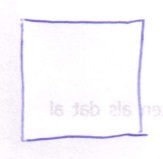 en als dat al